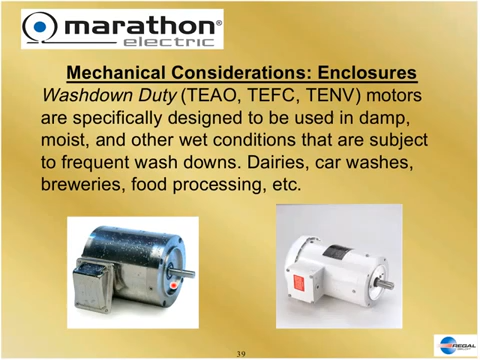 marathon®
electric
Mechanical Considerations: Enclosures
Washdown Duty (TEAO, TEFC, TENV) motors
are specifically designed to be used in damp,
moist, and other wet conditions that are subject
to frequent wash downs. Dairies, car washes,
breweries, food processing, etc.
39
REGAL